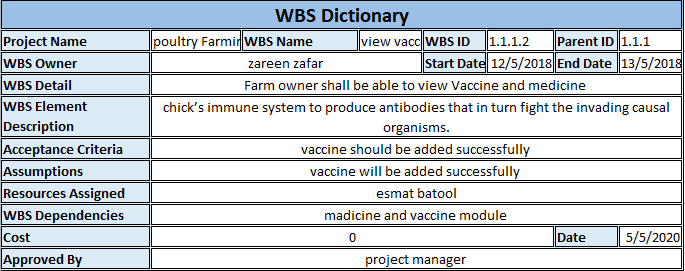 WBS Dictionary
Project Name poultry Farmin WBS Name view vacc WBS ID 1.1.1.2 Parent ID 1.1.1
WBS Owner zareen zafar Start Date 12/5/2018 End Date 13/5/2018
WBS Detail Farm owner shall be able to view Vaccine and medicine
WBS Element Description chick's immune system to produce antibodies that in turn fight the invading causal
organisms.
Acceptance Criteria vaccine should be added successfully
Assumptions vaccine will be added successfully
Resources Assigned esmat batool
WBS Dependencies madicine and vaccine module
Cost 0 Date 5/5/2020
Approved By project manager